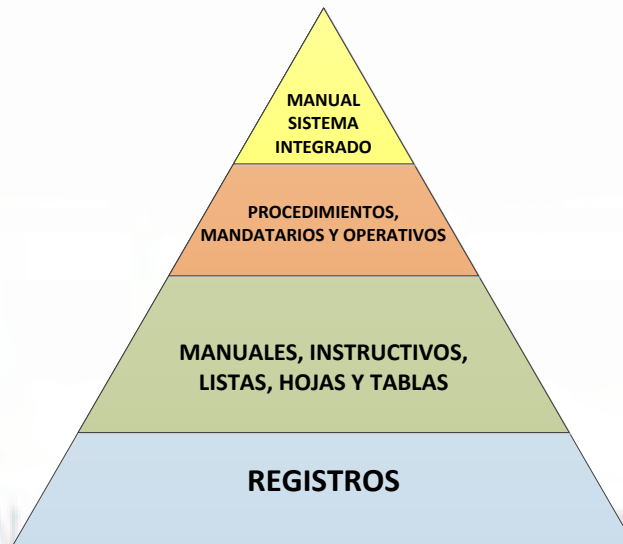 MANUAL
SISTEMA
INTEGRADO
PROCEDIMIENTOS,
MANDATARIOS Y OPERATIVOS
MANUALES, INSTRUCTIVOS,
LISTAS, HOJAS Y TABLAS
REGISTROS